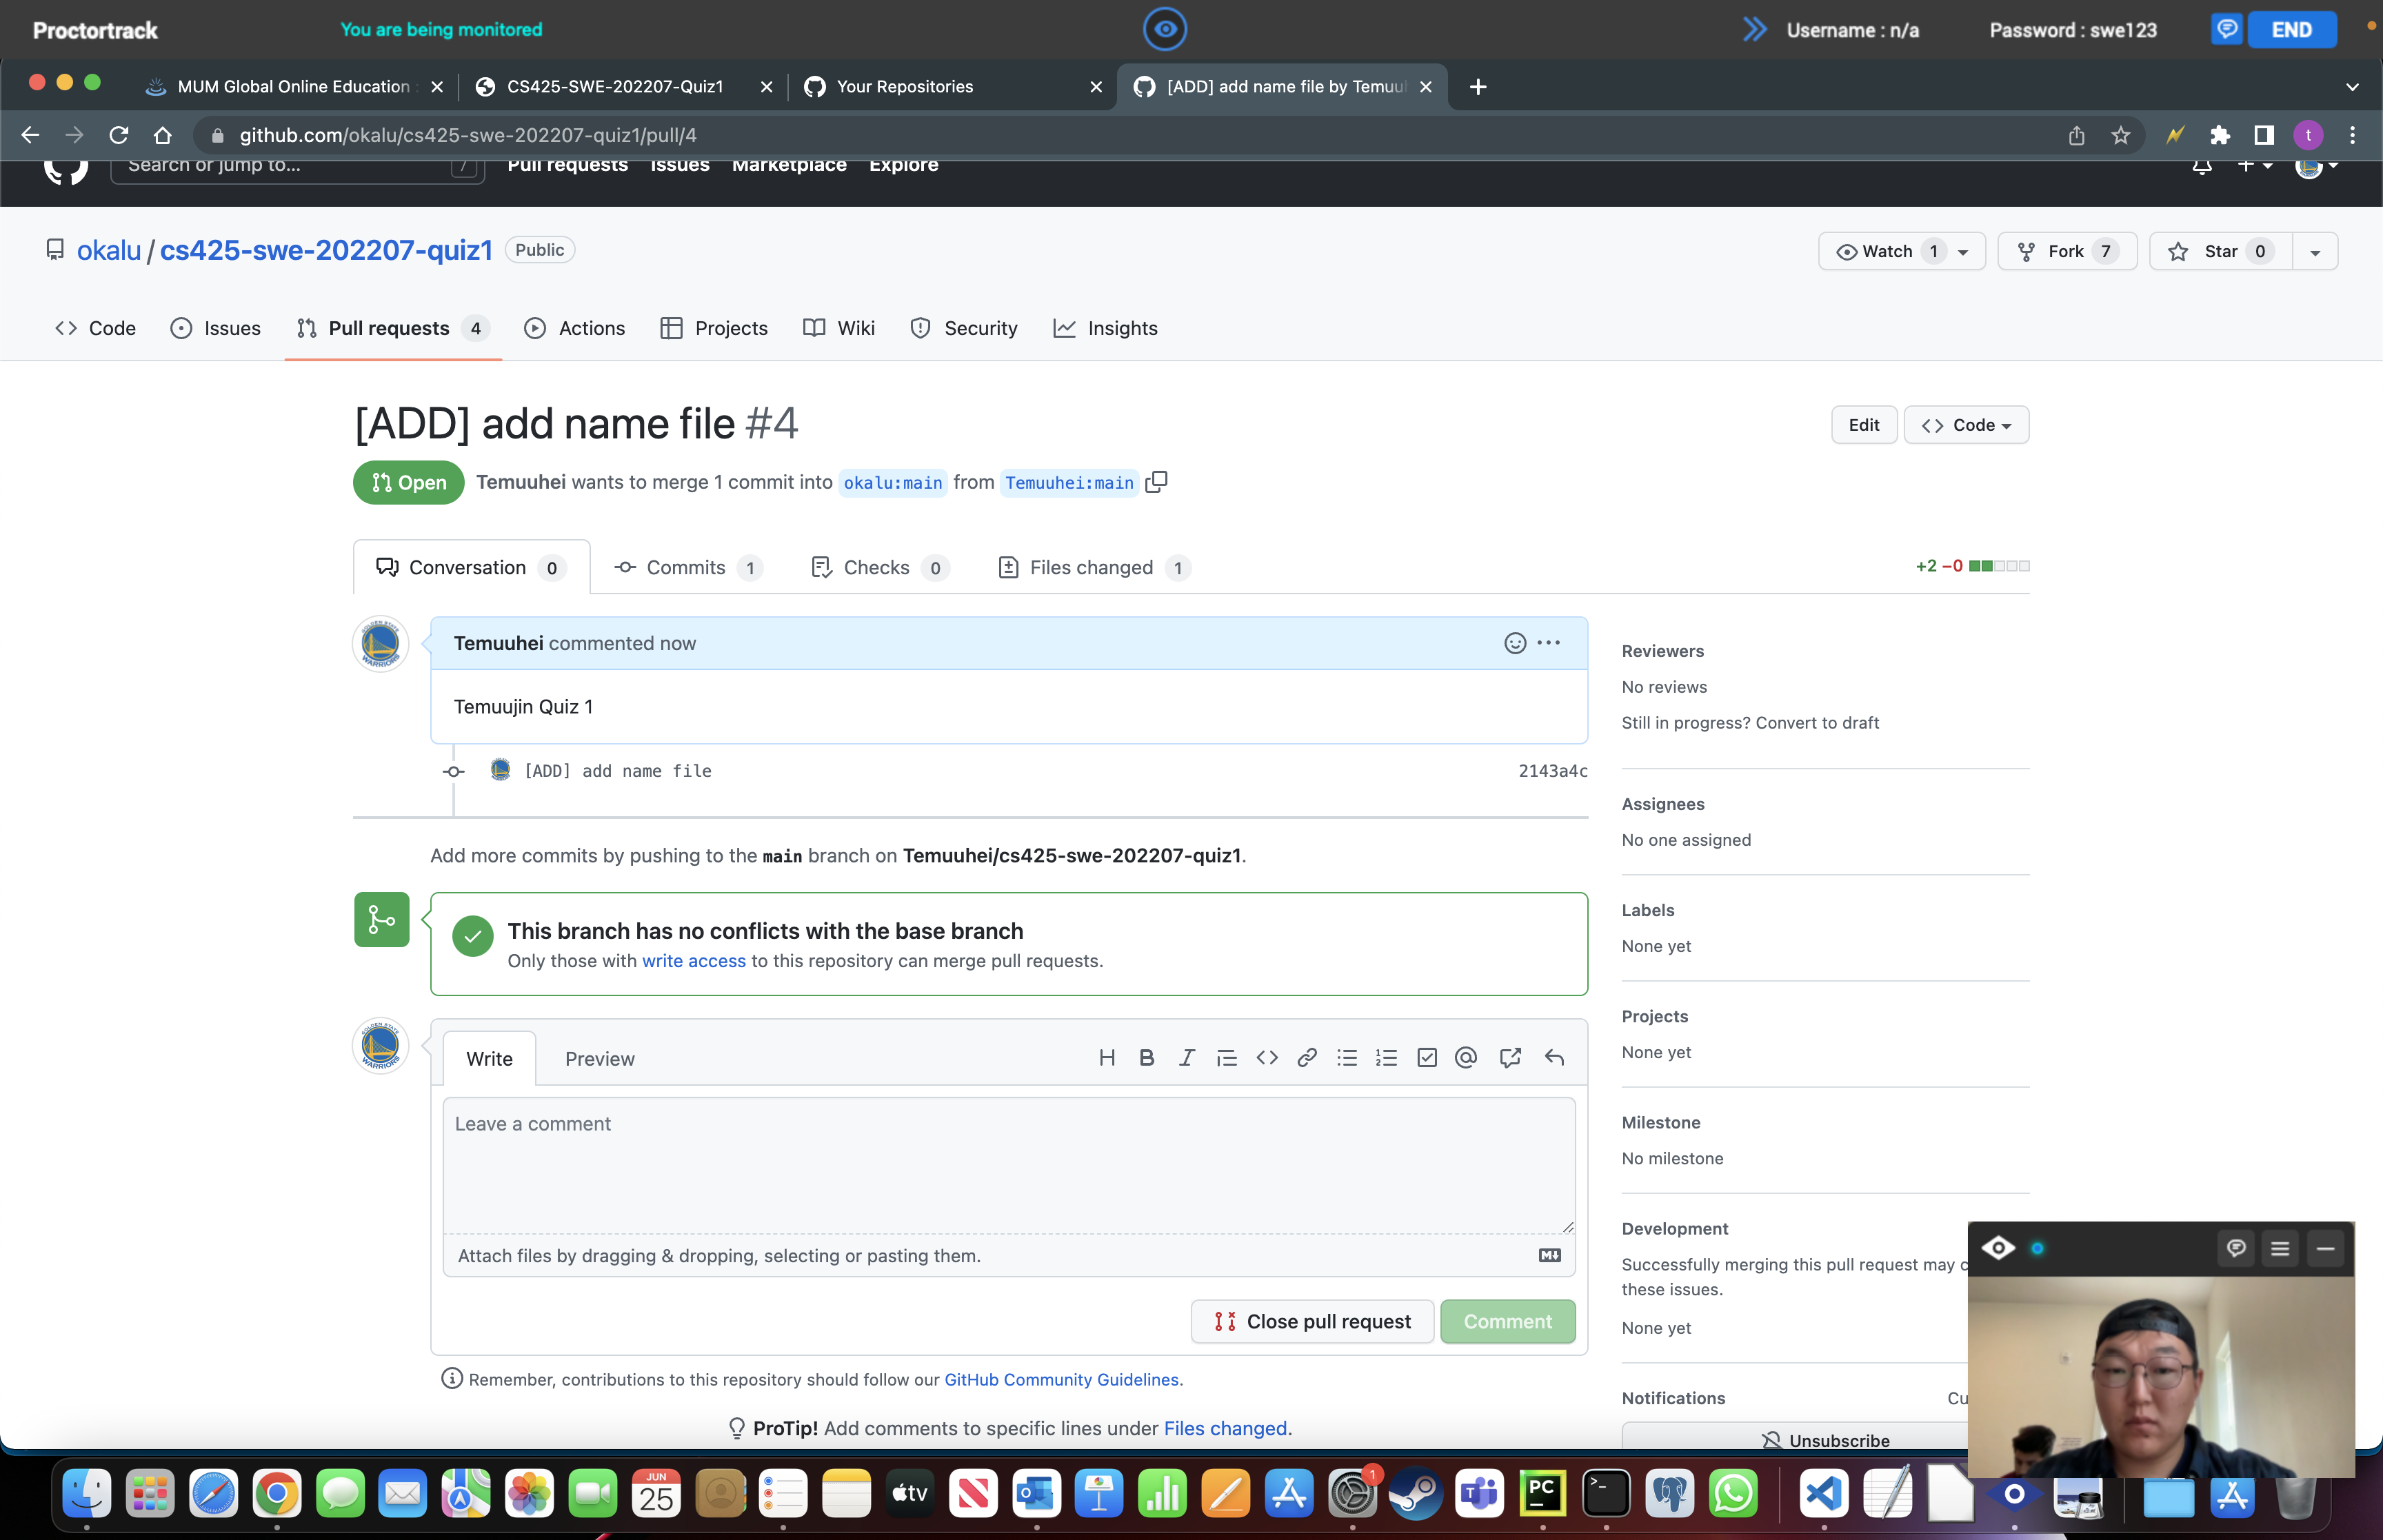 Proctortrack You are being monitored Username : n/a Password : swe123 END
MUM Global Online Education CS425-SWE-202207-Quiz1 Your Repositories [ADD] add name file by Temuu
github.com/okalu/cs425-swe-202207-quiz1/pull/4 t
Search or jump to... / Pull requests Issues Marketplace Explore
okalu / cs425-swe-202207-quiz1 Public Watch 1 Fork 7 Star 0
Code Issues Pull requests 4 Actions Projects Wiki Security Insights
[ADD] add name file #4 Edit Code
Open Temuuhei wants to merge 1 commit into okalu:main from Temuuhei:main
Conversation 0 Commits 1 Checks 0 Files changed 1 +2 −0
Temuuhei commented now
Temuujin Quiz 1
[ADD] add name file 2143a4c
Add more commits by pushing to the main branch on Temuuhei/cs425-swe-202207-quiz1.
This branch has no conflicts with the base branch
Only those with write access to this repository can merge pull requests.
Write Preview
Leave a comment
Attach files by dragging & dropping, selecting or pasting them.
Close pull request Comment
Remember, contributions to this repository should follow our GitHub Community Guidelines.
ProTip! Add comments to specific lines under Files changed.
Reviewers
No reviews
Still in progress? Convert to draft
Assignees
No one assigned
Labels
None yet
Projects
None yet
Milestone
No milestone
Development
Successfully merging this pull request may
these issues.
None yet
Notifications
Unsubscribe
JUN
25
tv
1
PC